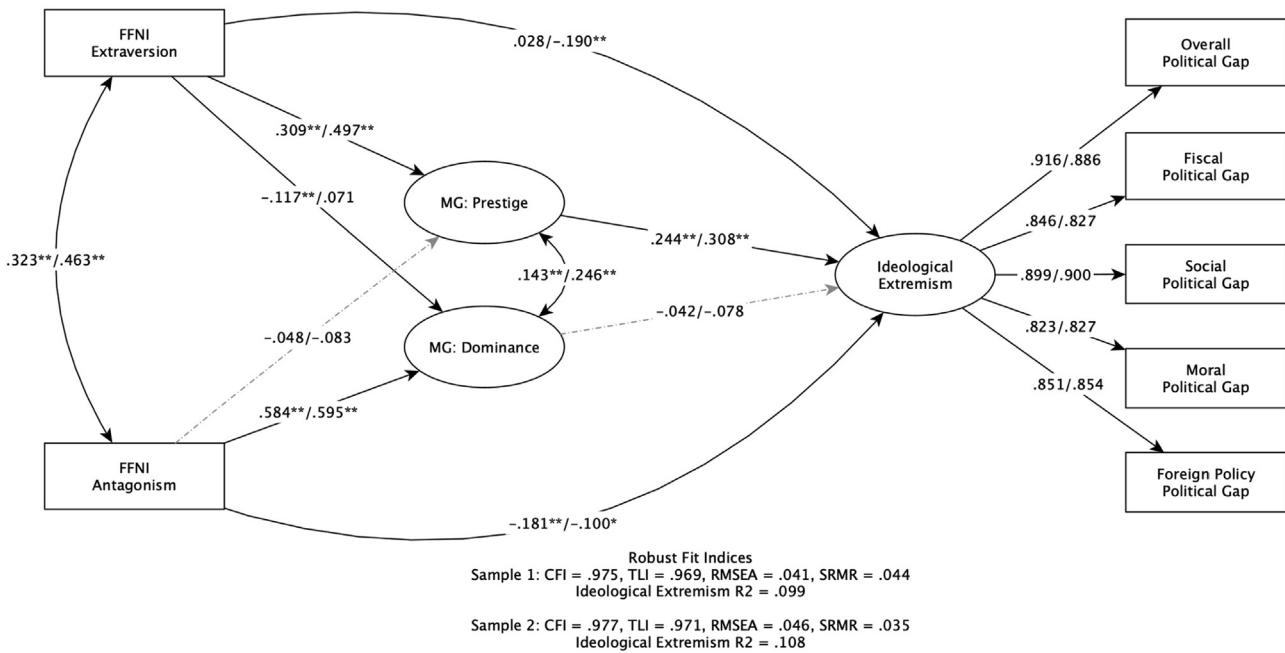 FFNI
Extraversion
.028/-.190**
Overall
Political Gap
.309**/.497**
.916/.886
Fiscal
Political Gap
-.117**/.071
MG: Prestige
.846/.827
.244**/.308**
.323**/.463**
.143**/.246**
Ideological
Extremism
.899/.900
Social
Political Gap
-.048/-.083
-.042/-.078
.823/.827
MG: Dominance
Moral
Political Gap
.851/.854
.584**/.595**
FFNI
Antagonism
Foreign Policy
Political Gap
-.181**/-.100*
Robust Fit Indices
Sample 1: CFI = .975, TLI = .969, RMSEA = .041, SRMR = .044
Ideological Extremism R2 = .099
Sample 2: CFI = .977, TLI = .971, RMSEA = .046, SRMR = .035
Ideological Extremism R2 = .108